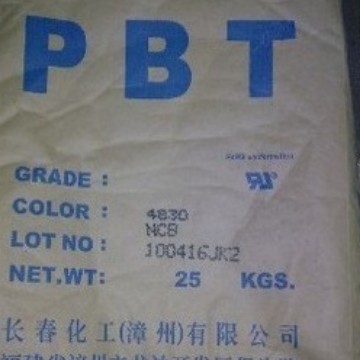 PBT
GRADE : 4830
COLOR : NCB
LOT NO : 100416JK2
NET.WT: 25 KGS.
长春化工(漳州)有限公司